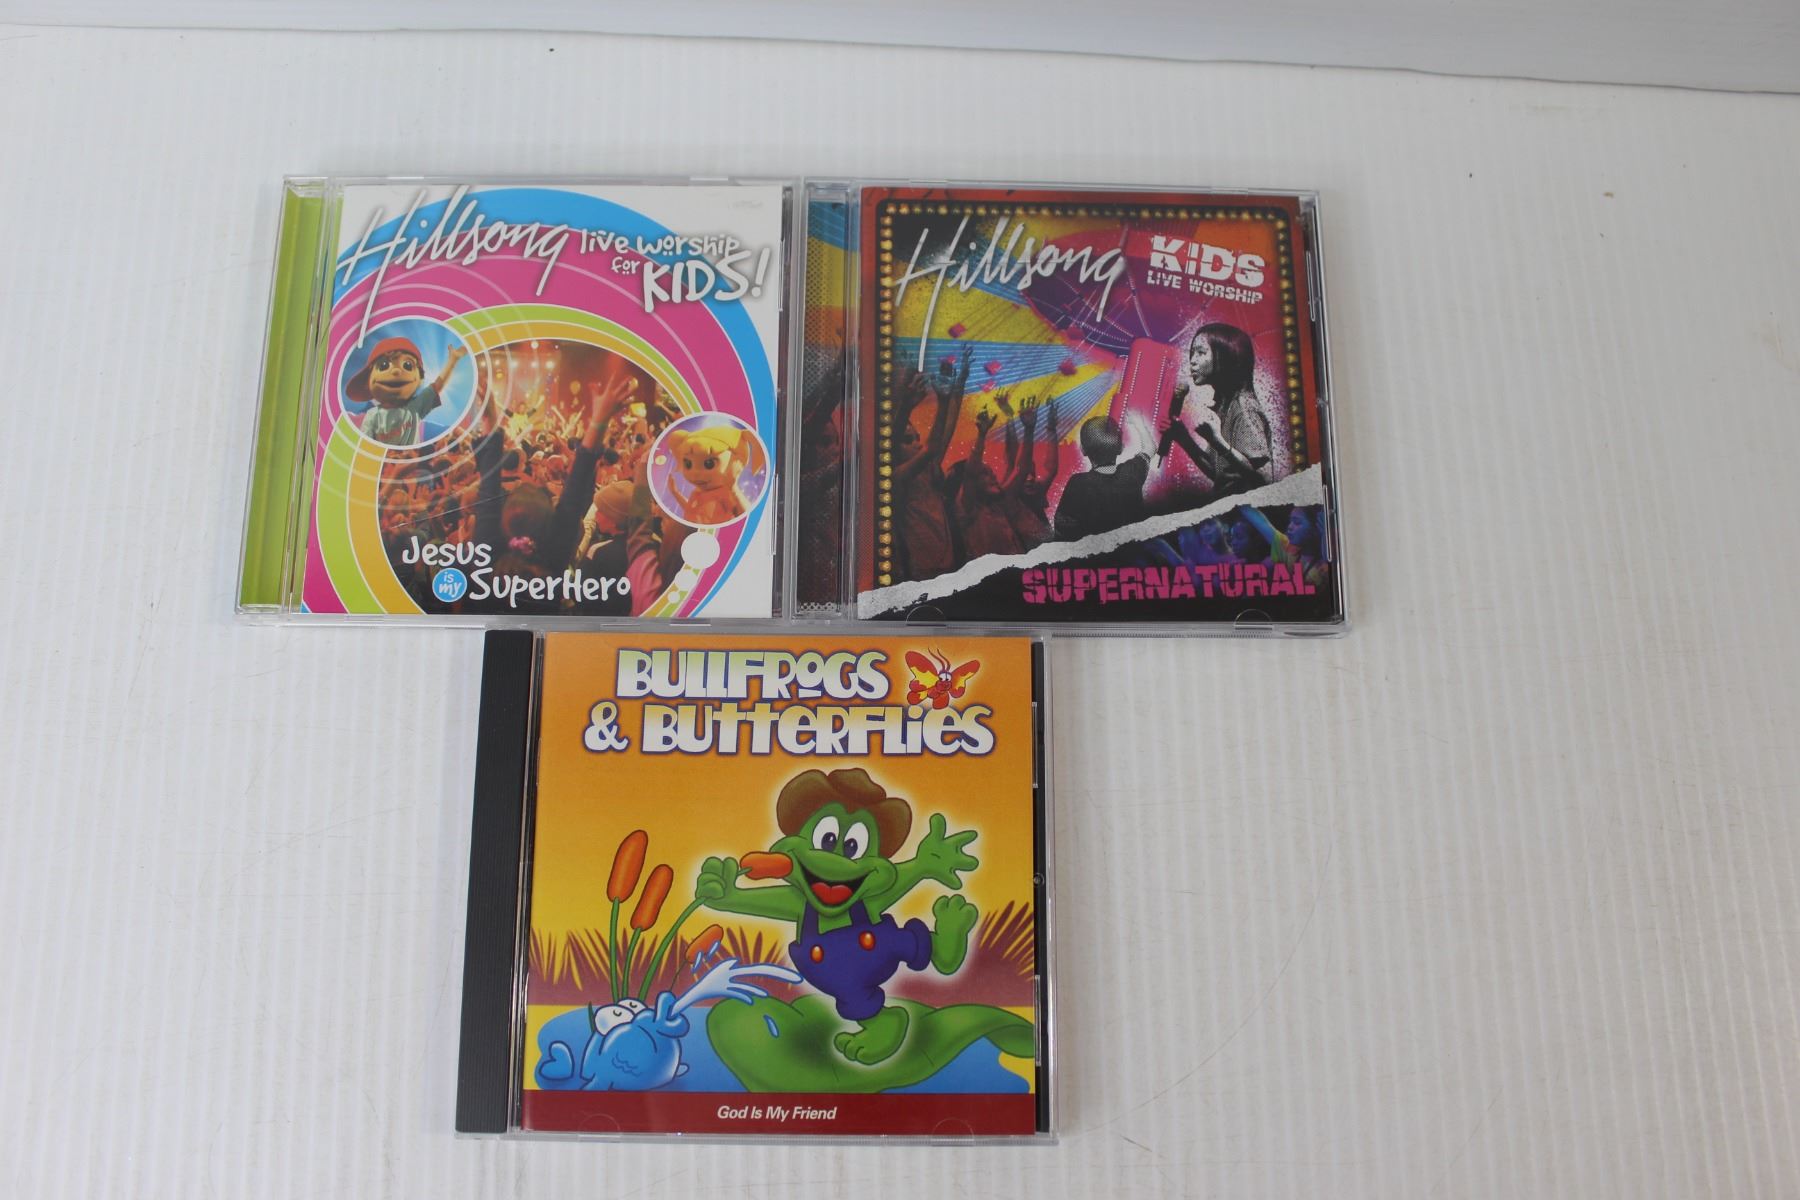 Hillsong live worship
for KIDS!
Jesus
is my SuperHero
Hillsong KIDS
LIVE WORSHIP
SUPERNATURAL
BULLFROGS
& BUTTERFLIES
God Is My Friend